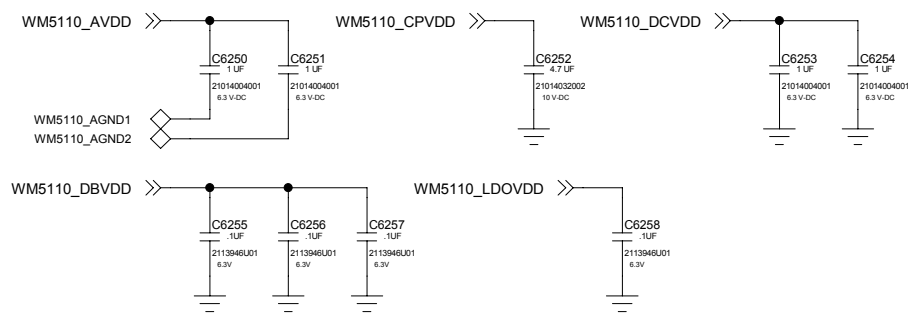 WM5110_AVDD
WM5110_CPVDD
WM5110_DCVDD
C6250
1 UF
21014004001
6.3 V-DC
C6251
1 UF
21014004001
6.3 V-DC
C6252
4.7 UF
21014032002
10 V-DC
C6253
1 UF
21014004001
6.3 V-DC
C6254
1 UF
21014004001
6.3 V-DC
WM5110_AGND1
WM5110_AGND2
WM5110_DBVDD
WM5110_LDOVDD
C6255
.1UF
2113946U01
6.3V
C6256
.1UF
2113946U01
6.3V
C6257
.1UF
2113946U01
6.3V
C6258
.1UF
2113946U01
6.3V